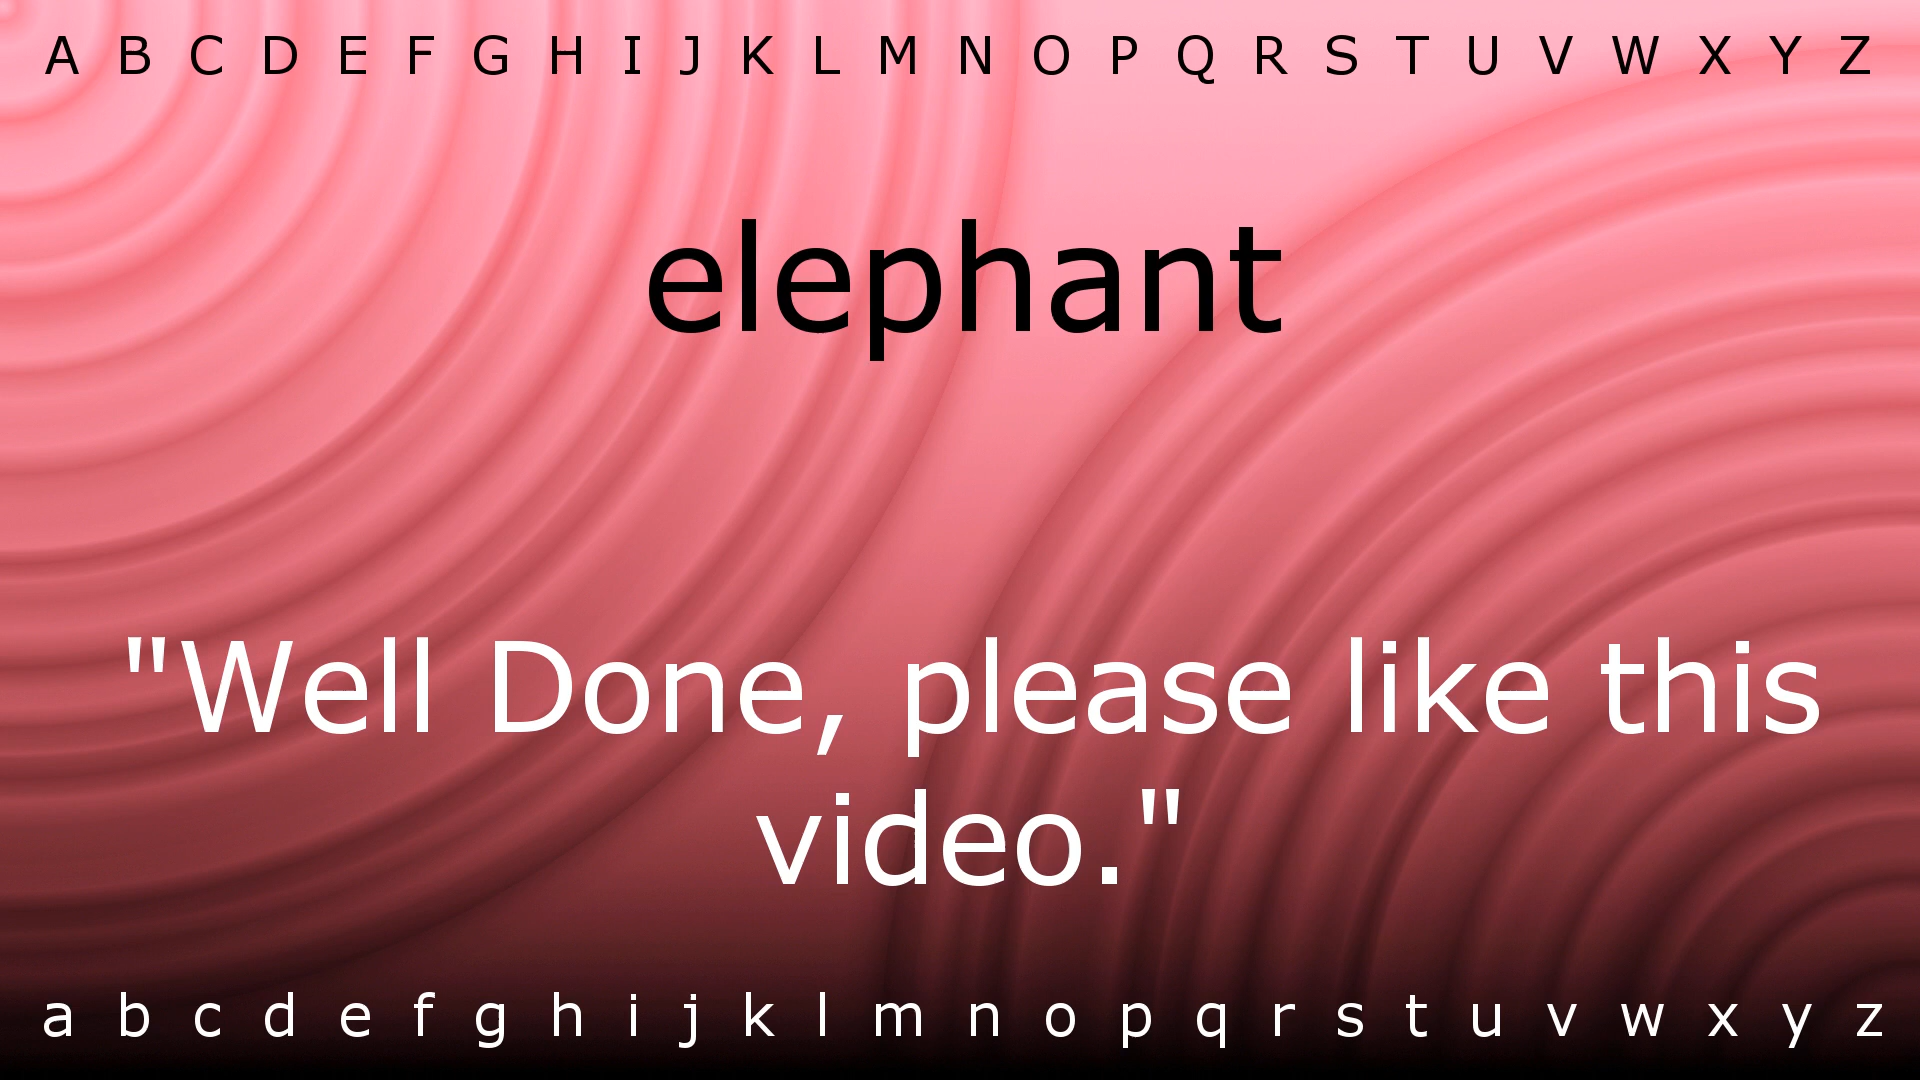 A B C D E F G H I J K L M N O P Q R S T U V W X Y Z
elephant
"Well Done, please like this
video."
a b c d e f g h i j k l m n o p q r s t u v w x y z